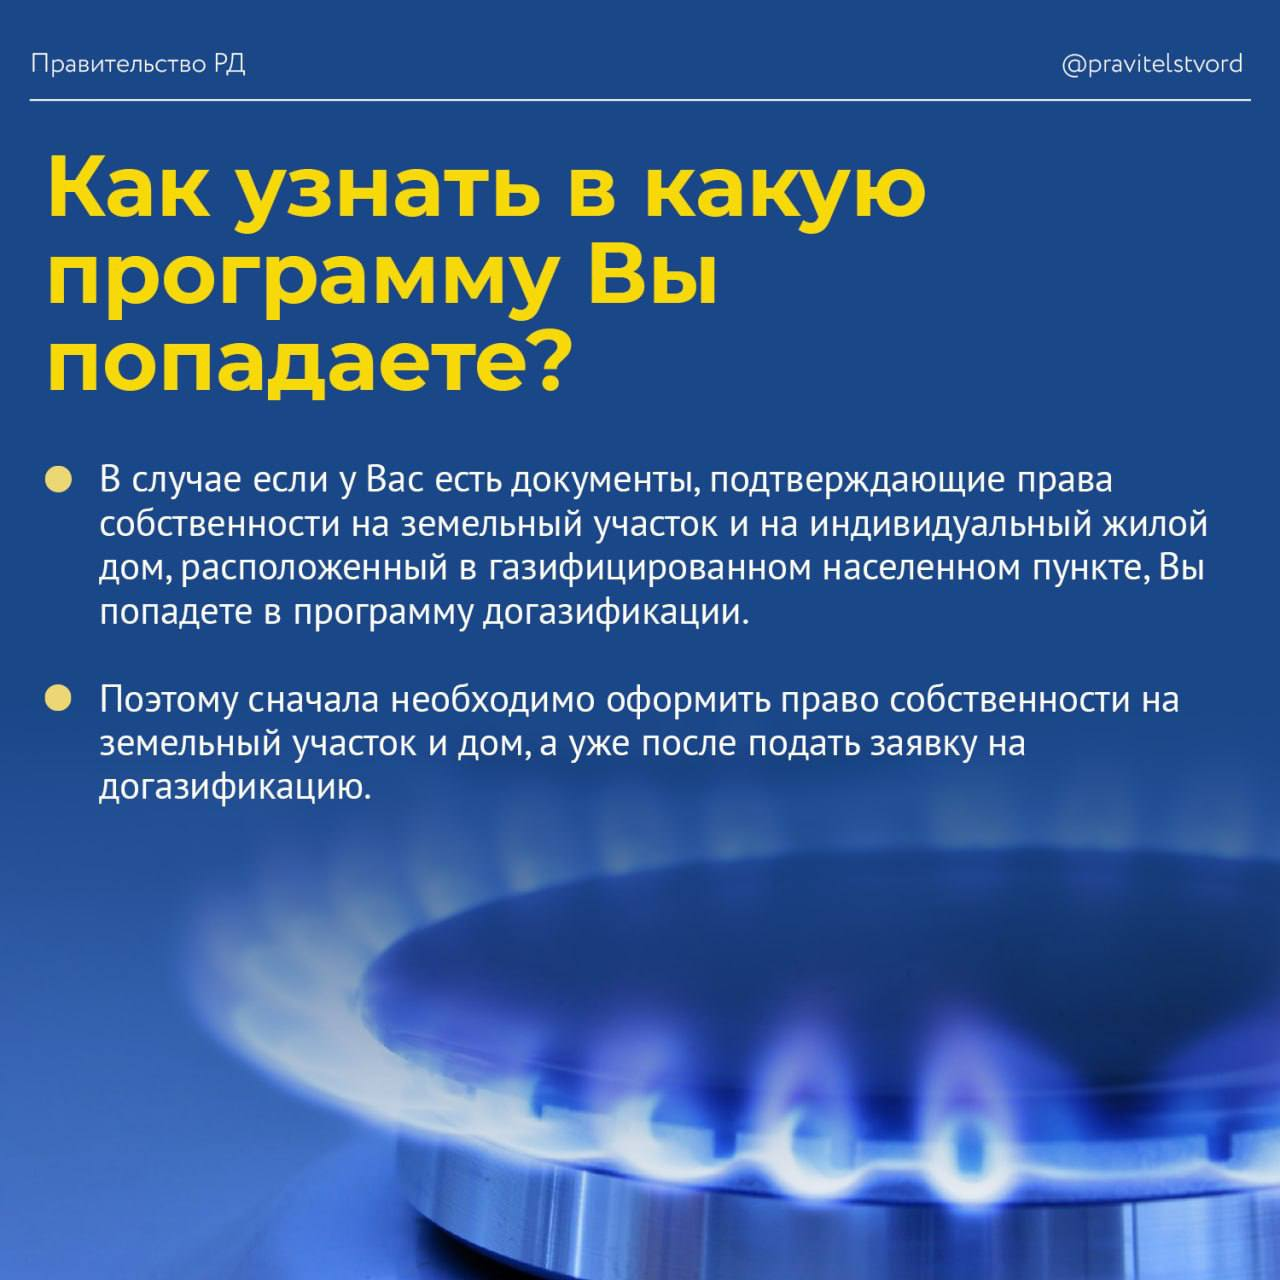 Правительство РД
@pravitelstvord
Как узнать в какую
программу Вы
попадаете?
В случае если у Вас есть документы, подтверждающие права
собственности на земельный участок и на индивидуальный жилой
дом, расположенный в газифицированном населенном пункте, Вы
попадете в программу догазификации.
Поэтому сначала необходимо оформить право собственности на
земельный участок и дом, а уже после подать заявку на
догазификацию.